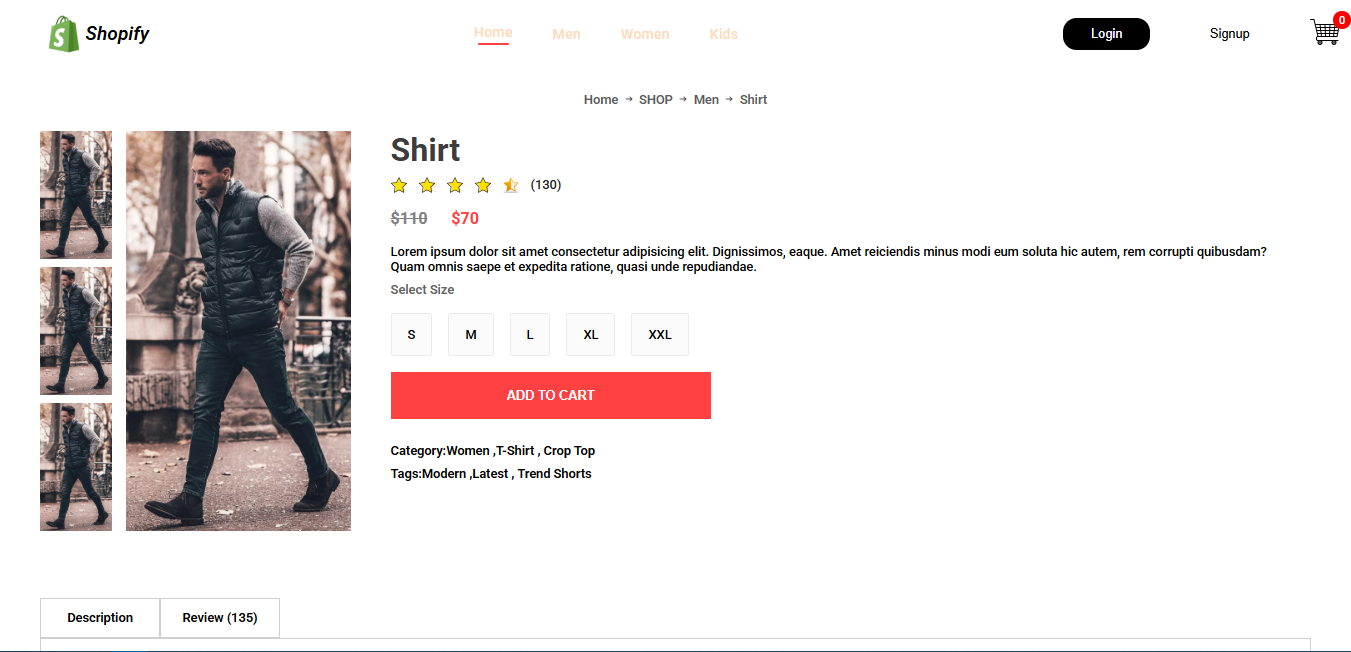 Shopify
Home Men Women Kids
Login Signup 0
Home → SHOP → Men → Shirt
Shirt
(130)
$110 $70
Lorem ipsum dolor sit amet consectetur adipisicing elit. Dignissimos, eaque. Amet reiciendis minus modi eum soluta hic autem, rem corrupti quibusdam?
Quam omnis saepe et expedita ratione, quasi unde repudiandae.
Select Size
S M L XL XXL
ADD TO CART
Category:Women ,T-Shirt , Crop Top
Tags:Modern ,Latest , Trend Shorts
Description Review (135)